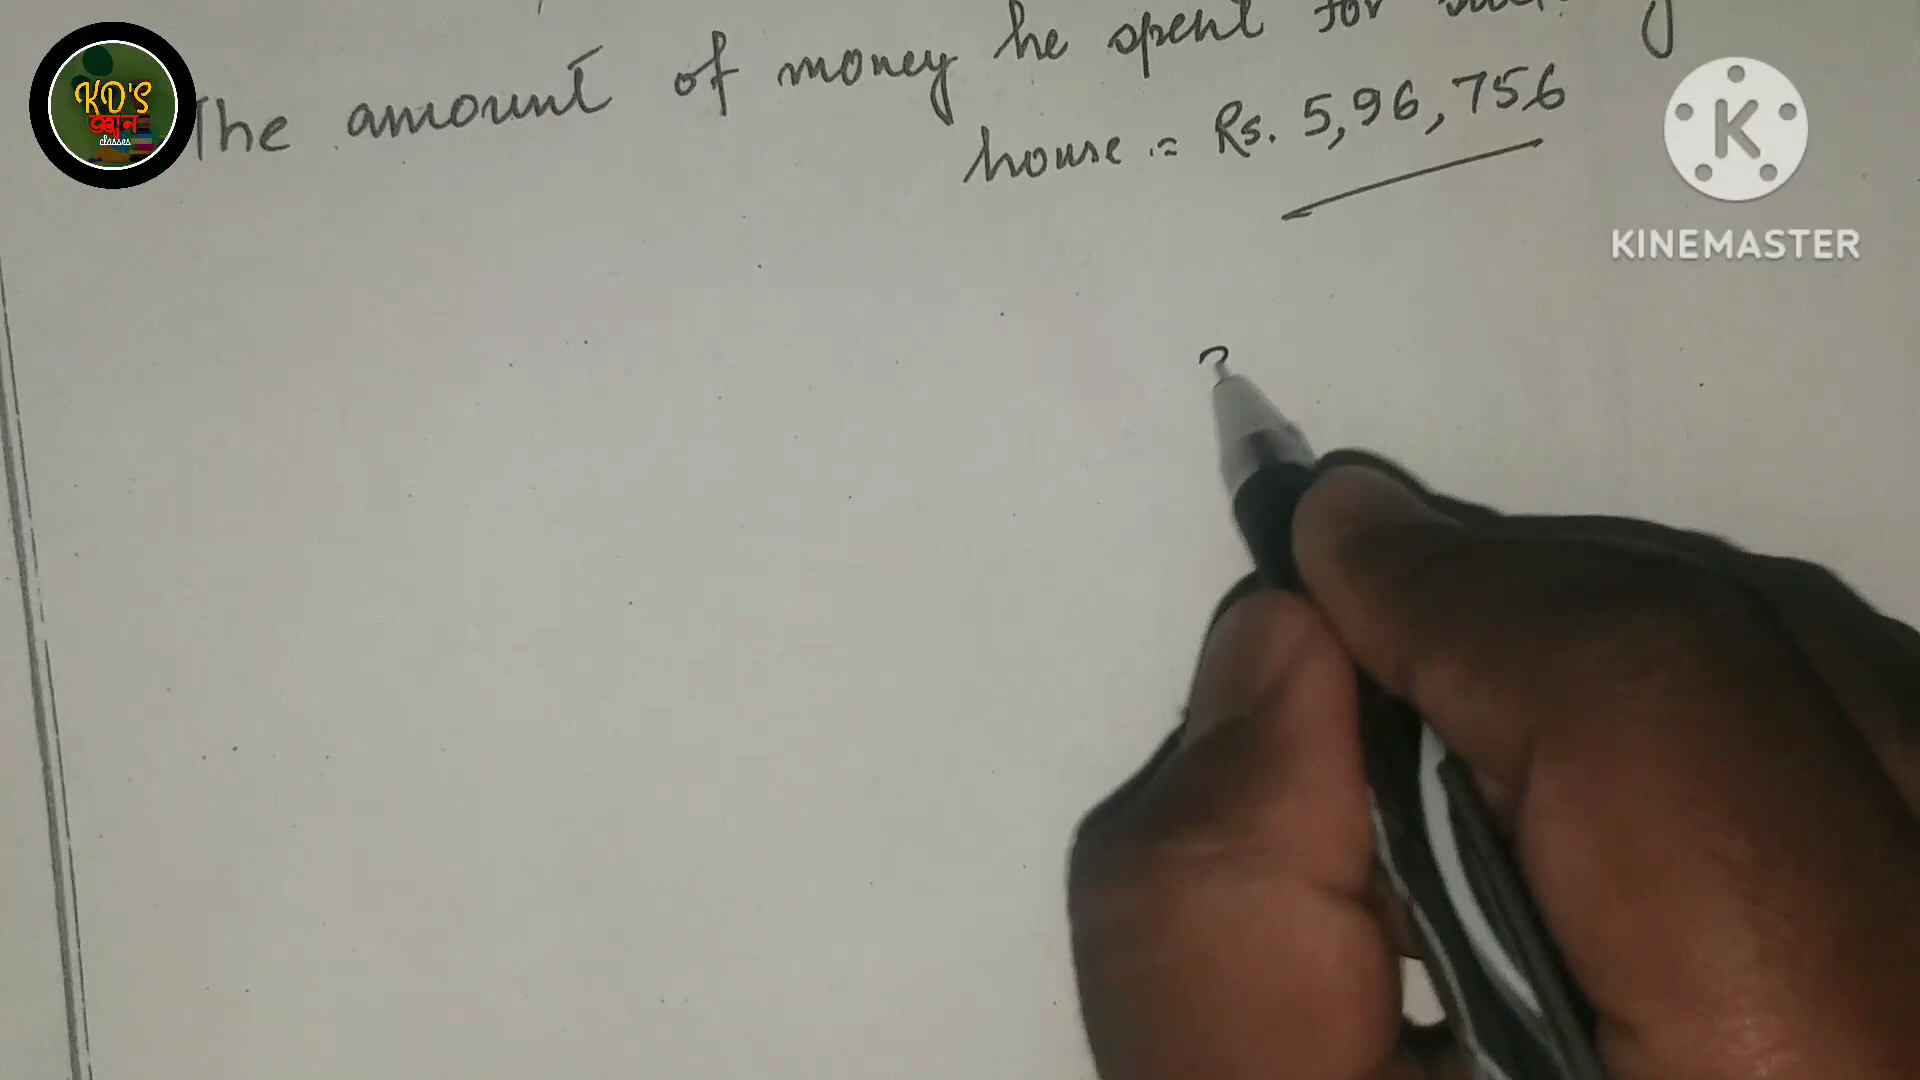 The amount of money he spent for
house := Rs. 5,96,756
KD'S
জ্ঞান
classes
K
KINEMASTER